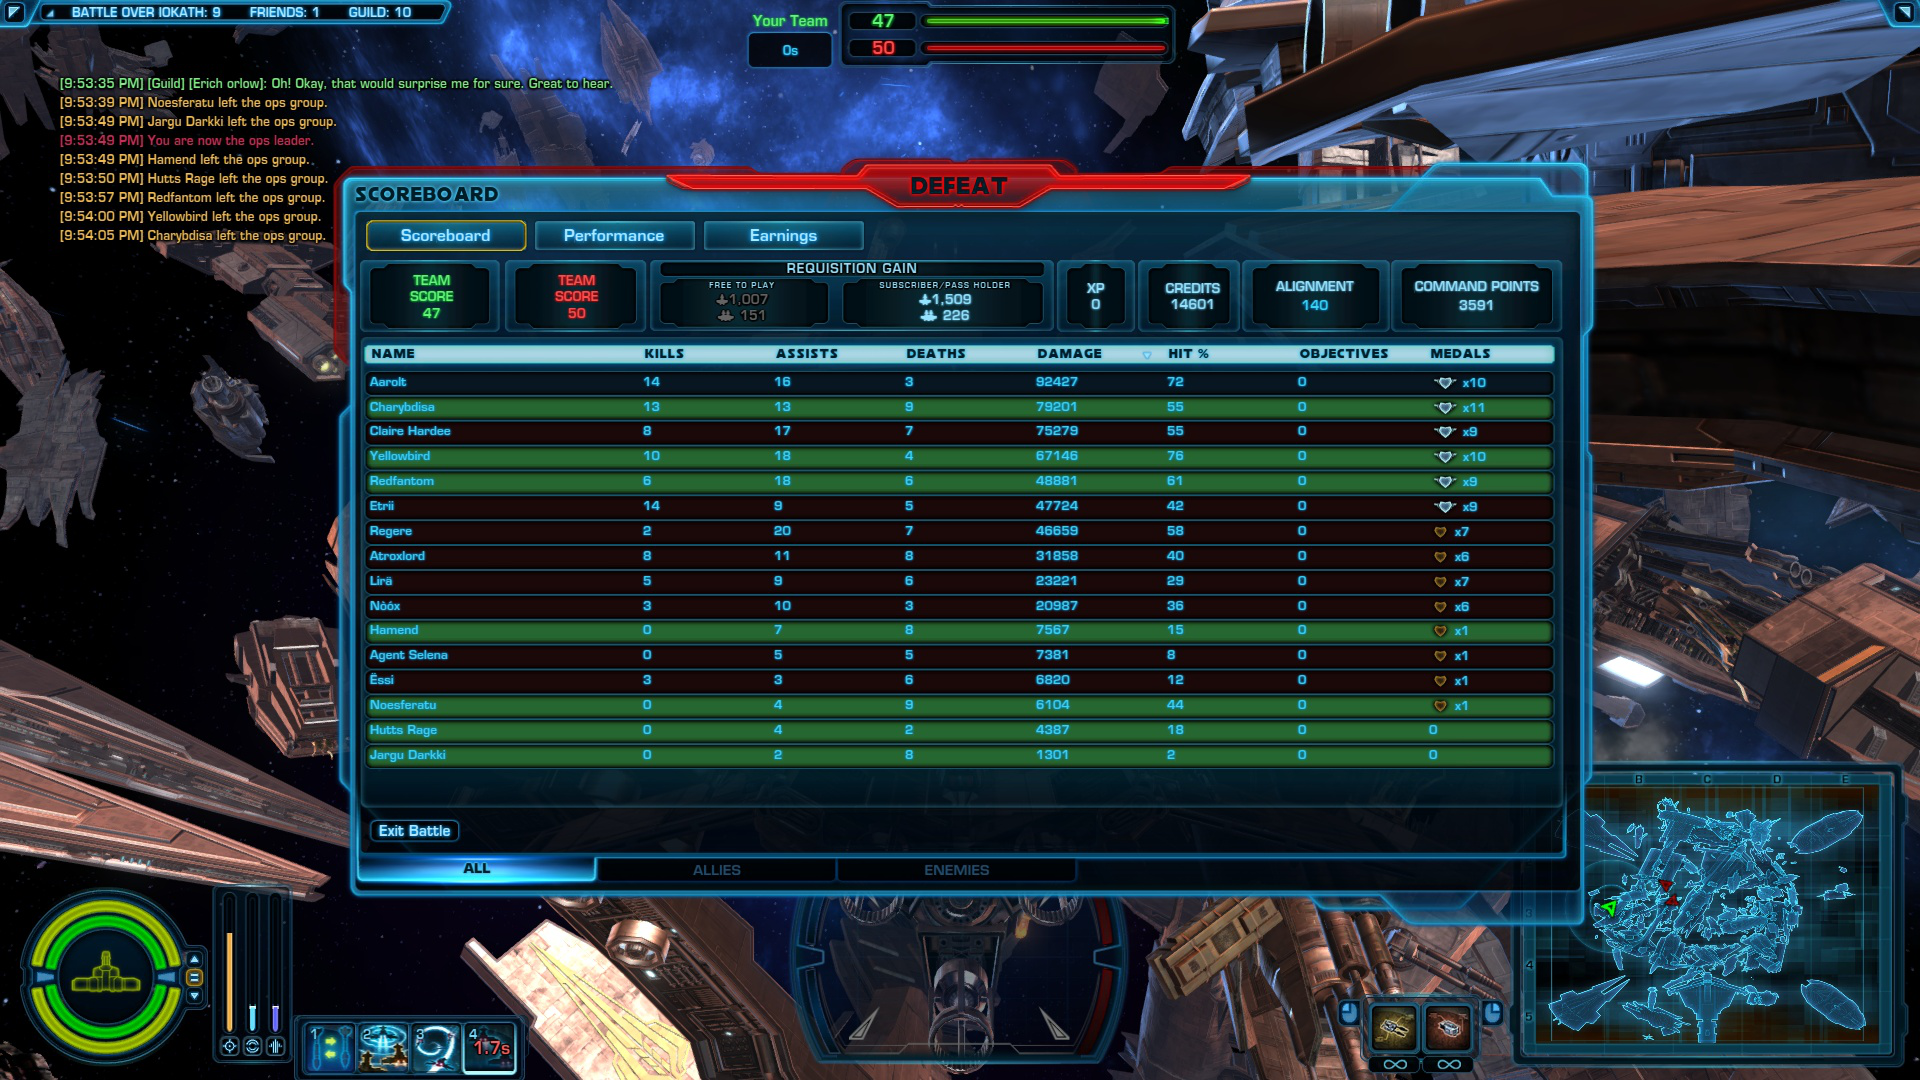 BATTLE OVER IOKATH: 9 FRIENDS: 1 GUILD: 10
Your Team 47
0s 50
[9:53:35 PM] [Guild] [Erich orlow]: Oh! Okay, that would surprise me for sure. Great to hear.
[9:53:39 PM] Noesferatu left the ops group.
[9:53:49 PM] Jargu Darkki left the ops group.
[9:53:49 PM] You are now the ops leader.
[9:53:49 PM] Hamend left the ops group.
[9:53:50 PM] Hutts Rage left the ops group.
[9:53:57 PM] Redfantom left the ops group.
[9:54:00 PM] Yellowbird left the ops group.
[9:54:05 PM] Charybdisa left the ops group.
DEFEAT
SCOREBOARD
Scoreboard Performance Earnings
TEAM SCORE 47
TEAM SCORE 50
REQUISITION GAIN
FREE TO PLAY
1,007
151
SUBSCRIBER/PASS HOLDER
1,509
226
XP 0
CREDITS 14601
ALIGNMENT 140
COMMAND POINTS 3591
NAME KILLS ASSISTS DEATHS DAMAGE HIT % OBJECTIVES MEDALS
Aarolt 14 16 3 92427 72 0 x10
Charybdisa 13 13 9 79201 55 0 x11
Claire Hardee 8 17 7 75279 55 0 x9
Yellowbird 10 18 4 67146 76 0 x10
Redfantom 6 18 6 48881 61 0 x9
Etrii 14 9 5 47724 42 0 x9
Regere 2 20 7 46659 58 0 x7
Atroxlord 8 11 8 31858 40 0 x6
Lirä 5 9 6 23221 29 0 x7
Nòóx 3 10 3 20987 36 0 x6
Hamend 0 7 8 7567 15 0 x1
Agent Selena 0 5 5 7381 8 0 x1
Ëssi 3 3 6 6820 12 0 x1
Noesferatu 0 4 9 6104 44 0 x1
Hutts Rage 0 4 2 4387 18 0 0
Jargu Darkki 0 2 8 1301 2 0 0
Exit Battle
ALL ALLIES ENEMIES
B C D E
3
4
5
1 2 3 4
1.7s
∞ ∞